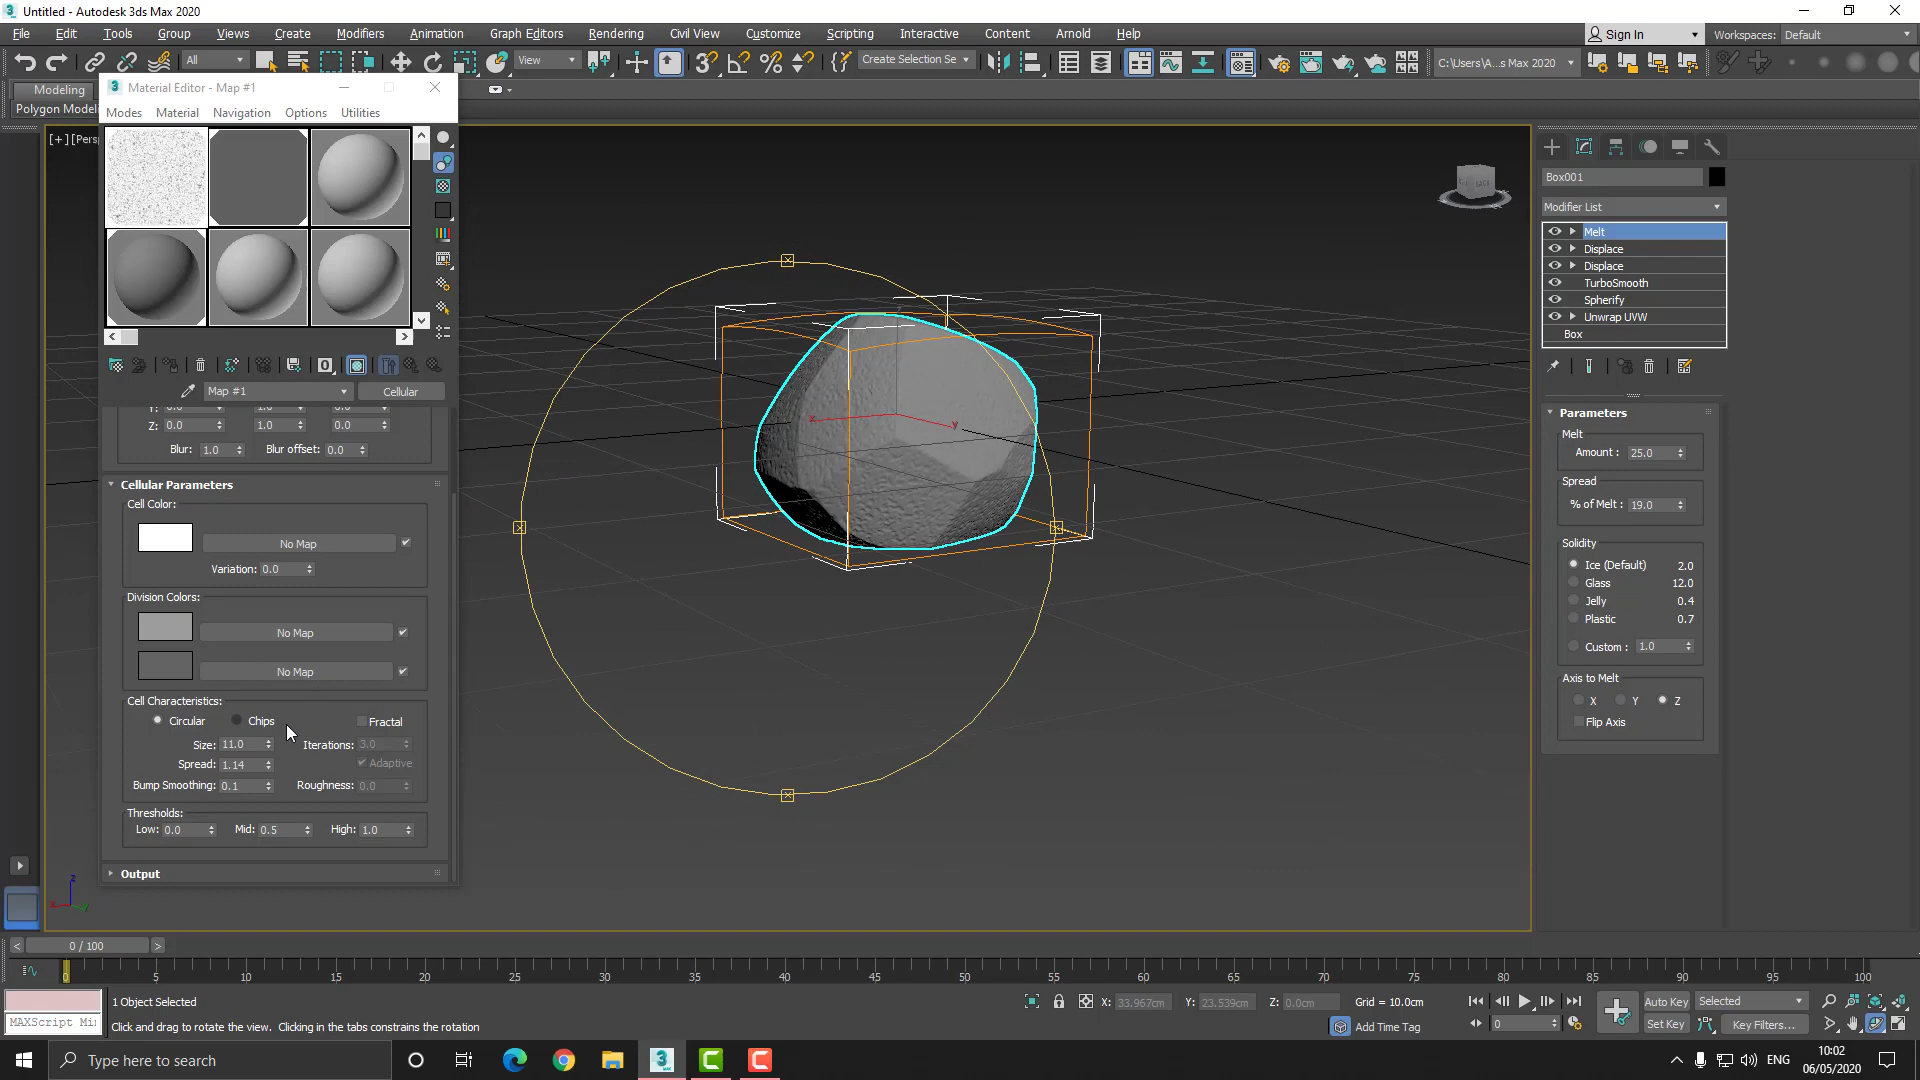 Untitled - Autodesk 3ds Max 2020
File Edit Tools Group Views Create Modifiers Animation Graph Editors Rendering Civil View Customize Scripting Interactive Content Arnold Help
Sign In Workspaces: Default
All View Create Selection Se C:\Users\A...s Max 2020
Modeling
Polygon Model
Material Editor - Map #1
Modes Material Navigation Options Utilities
[+][Pers
Map #1 Cellular
Y: 0.0 1.0 0.0
Z: 0.0 1.0 0.0
Blur: 1.0 Blur offset: 0.0
Cellular Parameters
Cell Color:
No Map
Variation: 0.0
Division Colors:
No Map
No Map
Cell Characteristics:
Circular Chips Fractal
Size: 11.0 Iterations: 3.0
Spread: 1.14 Adaptive
Bump Smoothing: 0.1 Roughness: 0.0
Thresholds:
Low: 0.0 Mid: 0.5 High: 1.0
Output
x y
z
x y
Box001
Modifier List
Melt
Displace
Displace
TurboSmooth
Spherify
Unwrap UVW
Box
Parameters
Melt
Amount : 25.0
Spread
% of Melt : 19.0
Solidity
Ice (Default) 2.0
Glass 12.0
Jelly 0.4
Plastic 0.7
Custom : 1.0
Axis to Melt
X Y Z
Flip Axis
< 0 / 100 >
0 5 10 15 20 25 30 35 40 45 50 55 60 65 70 75 80 85 90 95 100
1 Object Selected X: 33.967cm Y: 23.539cm Z: 0.0cm Grid = 10.0cm Auto Key Selected
MAXScript Mi Click and drag to rotate the view. Clicking in the tabs constrains the rotation Add Time Tag 0 Set Key Key Filters...
Type here to search
ENG
10:02
06/05/2020